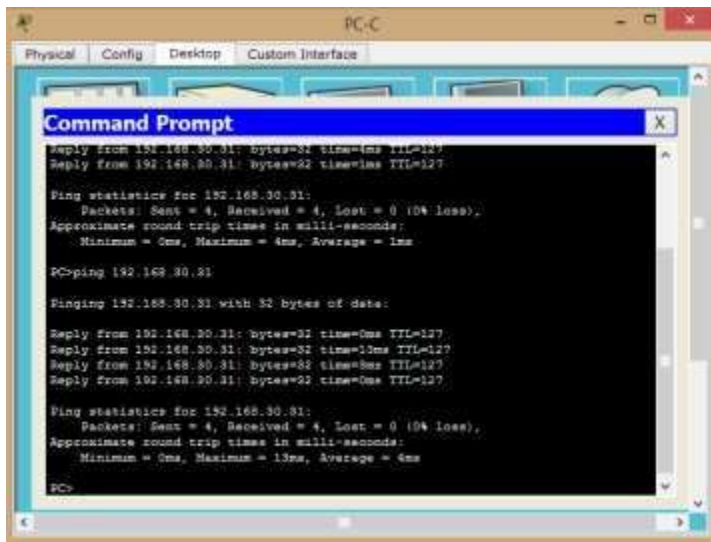 PC-C
Physical Config Desktop Custom Interface
Command Prompt
X
Reply from 192.168.30.31: bytes=32 time=4ms TTL=127
Reply from 192.168.30.31: bytes=32 time=1ms TTL=127
Ping statistics for 192.168.30.31:
Packets: Sent = 4, Received = 4, Lost = 0 (0% loss),
Approximate round trip times in milli-seconds:
Minimum = 0ms, Maximum = 4ms, Average = 1ms
PC>ping 192.168.30.31
Pinging 192.168.30.31 with 32 bytes of data:
Reply from 192.168.30.31: bytes=32 time=0ms TTL=127
Reply from 192.168.30.31: bytes=32 time=13ms TTL=127
Reply from 192.168.30.31: bytes=32 time=3ms TTL=127
Reply from 192.168.30.31: bytes=32 time=0ms TTL=127
Ping statistics for 192.168.30.31:
Packets: Sent = 4, Received = 4, Lost = 0 (0% loss),
Approximate round trip times in milli-seconds:
Minimum = 0ms, Maximum = 13ms, Average = 4ms
PC>